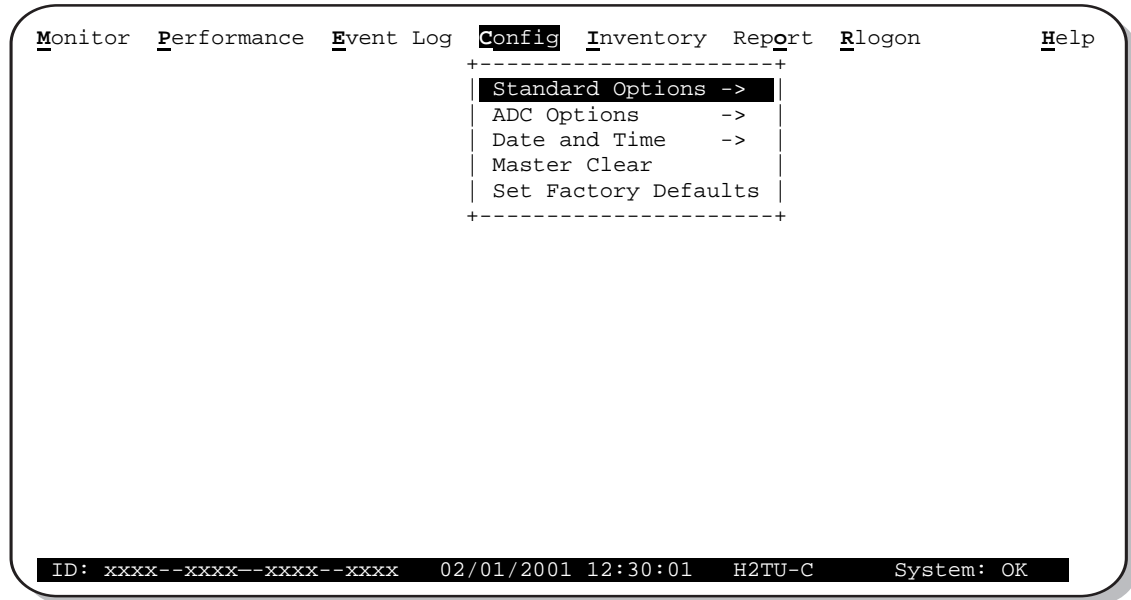 Monitor Performance Event Log Config Inventory Report Rlogon Help
+----------------------+
| Standard Options -> |
| ADC Options -> |
| Date and Time -> |
| Master Clear |
| Set Factory Defaults |
+----------------------+
ID: xxxx--xxxx—-xxxx--xxxx 02/01/2001 12:30:01 H2TU-C System: OK